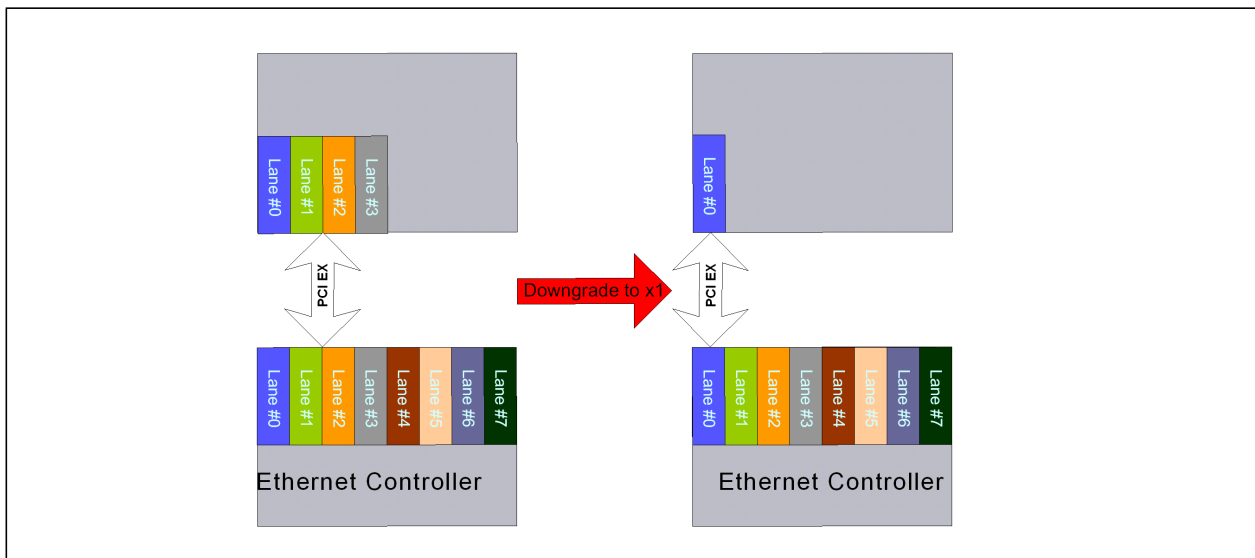 Lane #0
Lane #1
Lane #2
Lane #3
PCI EX
Lane #0
Lane #1
Lane #2
Lane #3
Lane #4
Lane #5
Lane #6
Lane #7
Ethernet Controller
Downgrade to x1
Lane #0
PCI EX
Lane #0
Lane #1
Lane #2
Lane #3
Lane #4
Lane #5
Lane #6
Lane #7
Ethernet Controller